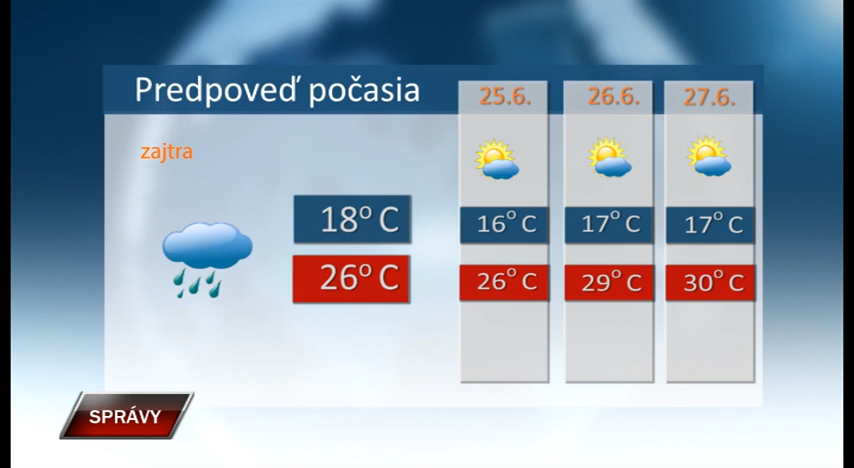 Predpoveď počasia
zajtra
18° C
26° C
25.6.
16° C
26° C
26.6.
17° C
29° C
27.6.
17° C
30° C
SPRÁVY